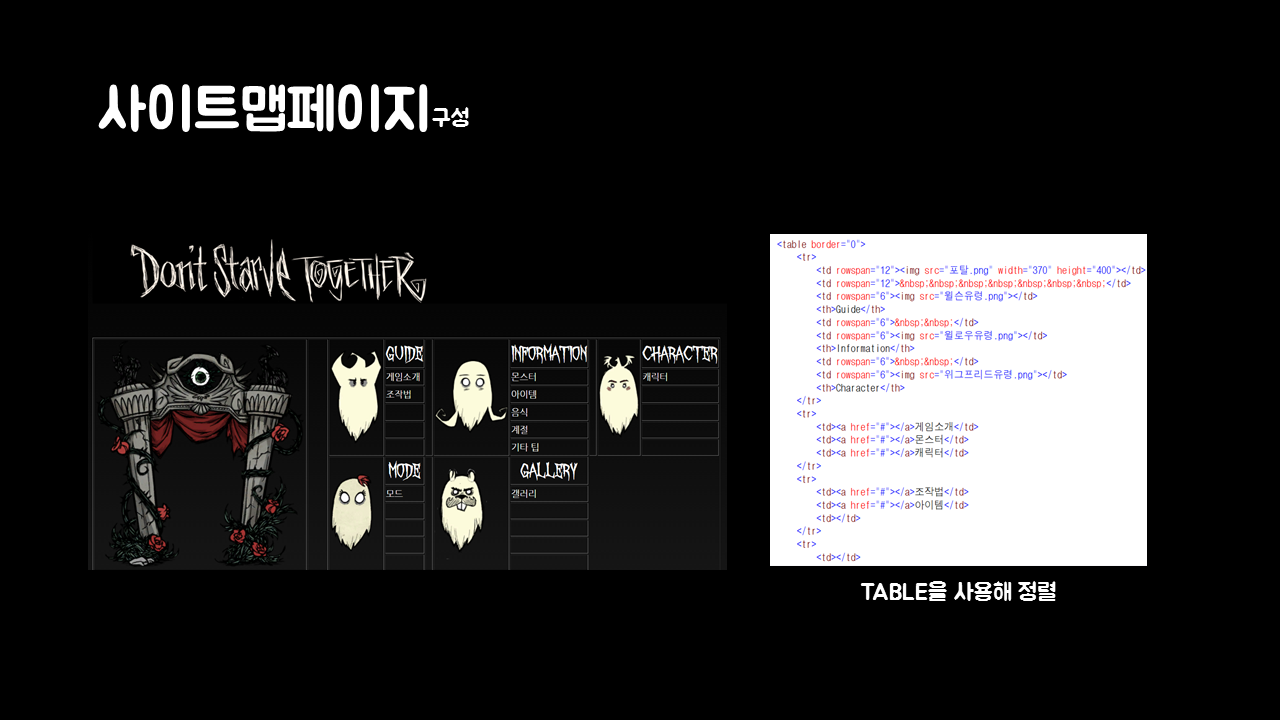 사이트맵페이지구성
Don't Starve TOGETHER
GUIDE
게임소개
조작법
INFORMATION
몬스터
아이템
음식
계절
기타 팁
CHARACTER
캐릭터
MODE
모드
GALLERY
갤러리
<table border="0">
<tr>
<td rowspan="12"><img src="포탈.png" width="370" height="400"></td>
<td rowspan="12">&nbsp;&nbsp;&nbsp;&nbsp;&nbsp;&nbsp;</td>
<td rowspan="6"><img src="윌슨유령.png"></td>
<th>Guide</th>
<td rowspan="6">&nbsp;&nbsp;</td>
<td rowspan="6"><img src="윌로우유령.png"></td>
<th>Information</th>
<td rowspan="6">&nbsp;&nbsp;</td>
<td rowspan="6"><img src="위그프리드유령.png"></td>
<th>Character</th>
</tr>
<tr>
<td><a href="#"></a>게임소개</td>
<td><a href="#"></a>몬스터</td>
<td><a href="#"></a>캐릭터</td>
</tr>
<tr>
<td><a href="#"></a>조작법</td>
<td><a href="#"></a>아이템</td>
<td></td>
</tr>
<tr>
<td></td>
TABLE을 사용해 정렬